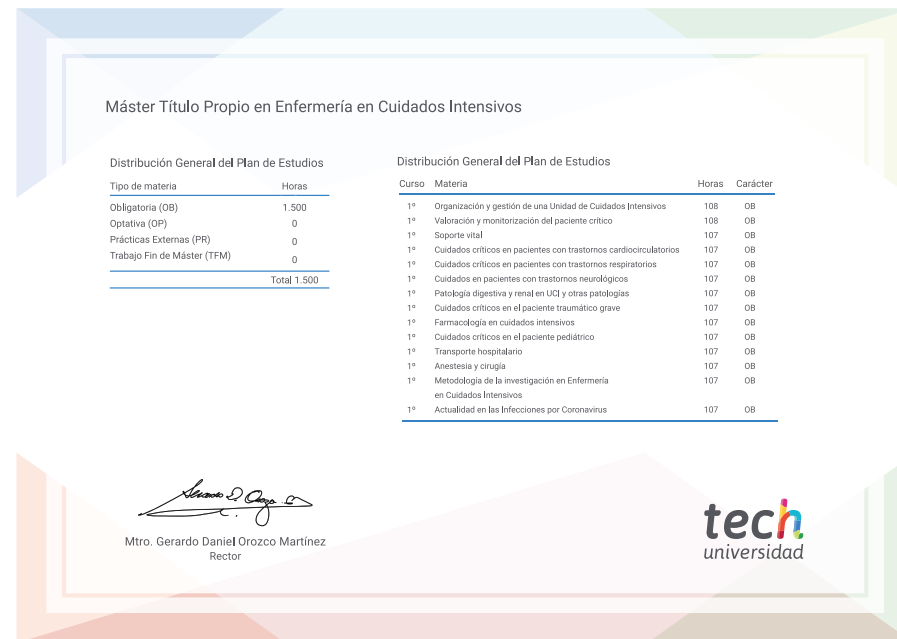 Máster Título Propio en Enfermería en Cuidados Intensivos
Distribución General del Plan de Estudios
Tipo de materia Horas
Obligatoria (OB) 1.500
Optativa (OP) 0
Prácticas Externas (PR) 0
Trabajo Fin de Máster (TFM) 0
Total 1.500
Distribución General del Plan de Estudios
Curso Materia Horas Carácter
1º Organización y gestión de una Unidad de Cuidados Intensivos 108 OB
1º Valoración y monitorización del paciente crítico 108 OB
1º Soporte vital 107 OB
1º Cuidados críticos en pacientes con trastornos cardiocirculatorios 107 OB
1º Cuidados críticos en pacientes con trastornos respiratorios 107 OB
1º Cuidados en pacientes con trastornos neurológicos 107 OB
1º Patología digestiva y renal en UCI y otras patologías 107 OB
1º Cuidados críticos en el paciente traumático grave 107 OB
1º Farmacología en cuidados intensivos 107 OB
1º Cuidados críticos en el paciente pediátrico 107 OB
1º Transporte hospitalario 107 OB
1º Anestesia y cirugía 107 OB
1º Metodología de la investigación en Enfermería 107 OB
en Cuidados Intensivos
1º Actualidad en las Infecciones por Coronavirus 107 OB
Mtro. Gerardo Daniel Orozco Martínez
Rector
tech
universidad